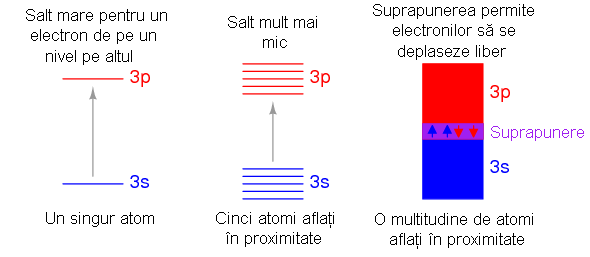 Salt mare pentru un
electron de pe un
nivel pe altul
3p
3s
Un singur atom
Salt mult mai
mic
3p
3s
Cinci atomi aflați
în proximitate
Suprapunerea permite
electronilor să se
deplaseze liber
3p
Suprapunere
3s
O multitudine de atomi
aflați în proximitate